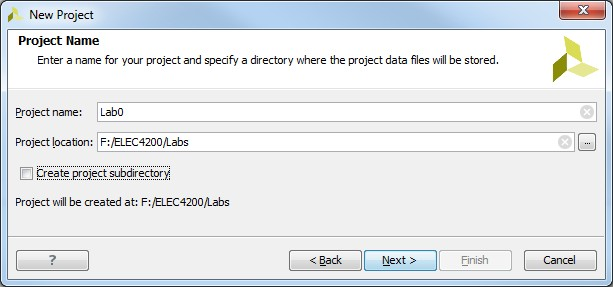 New Project
Project Name
Enter a name for your project and specify a directory where the project data files will be stored.
Project name: Lab0
Project location: F:/ELEC4200/Labs ...
Create project subdirectory
Project will be created at: F:/ELEC4200/Labs
? < Back Next > Finish Cancel